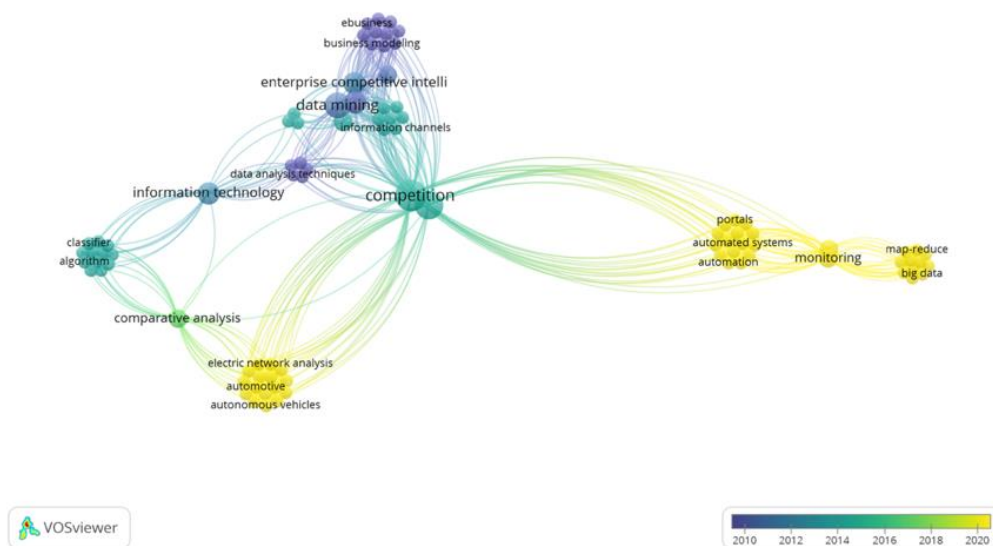 ebusiness
business modeling
enterprise competitive intelli
data mining
information channels
data analysis techniques
information technology
competition
classifier
algorithm
portals
automated systems
automation
monitoring
map-reduce
big data
comparative analysis
electric network analysis
automotive
autonomous vehicles
VOSviewer
2010 2012 2014 2016 2018 2020